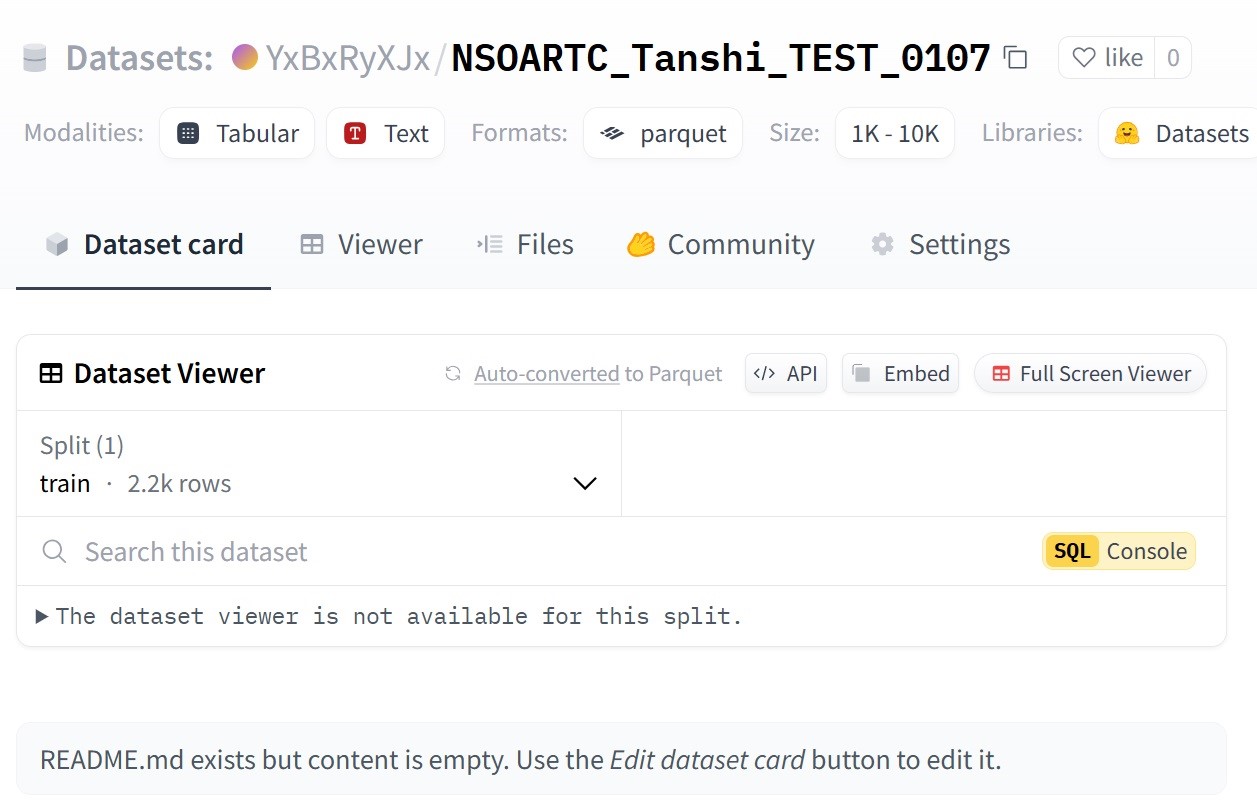 Datasets: YxBxRyXJx/NSOARTC_Tanshi_TEST_0107 like 0
Modalities: Tabular Text Formats: parquet Size: 1K - 10K Libraries: Datasets
Dataset card Viewer Files Community Settings
Dataset Viewer Auto-converted to Parquet </> API Embed Full Screen Viewer
Split (1)
train · 2.2k rows
Search this dataset SQL Console
The dataset viewer is not available for this split.
README.md exists but content is empty. Use the Edit dataset card button to edit it.